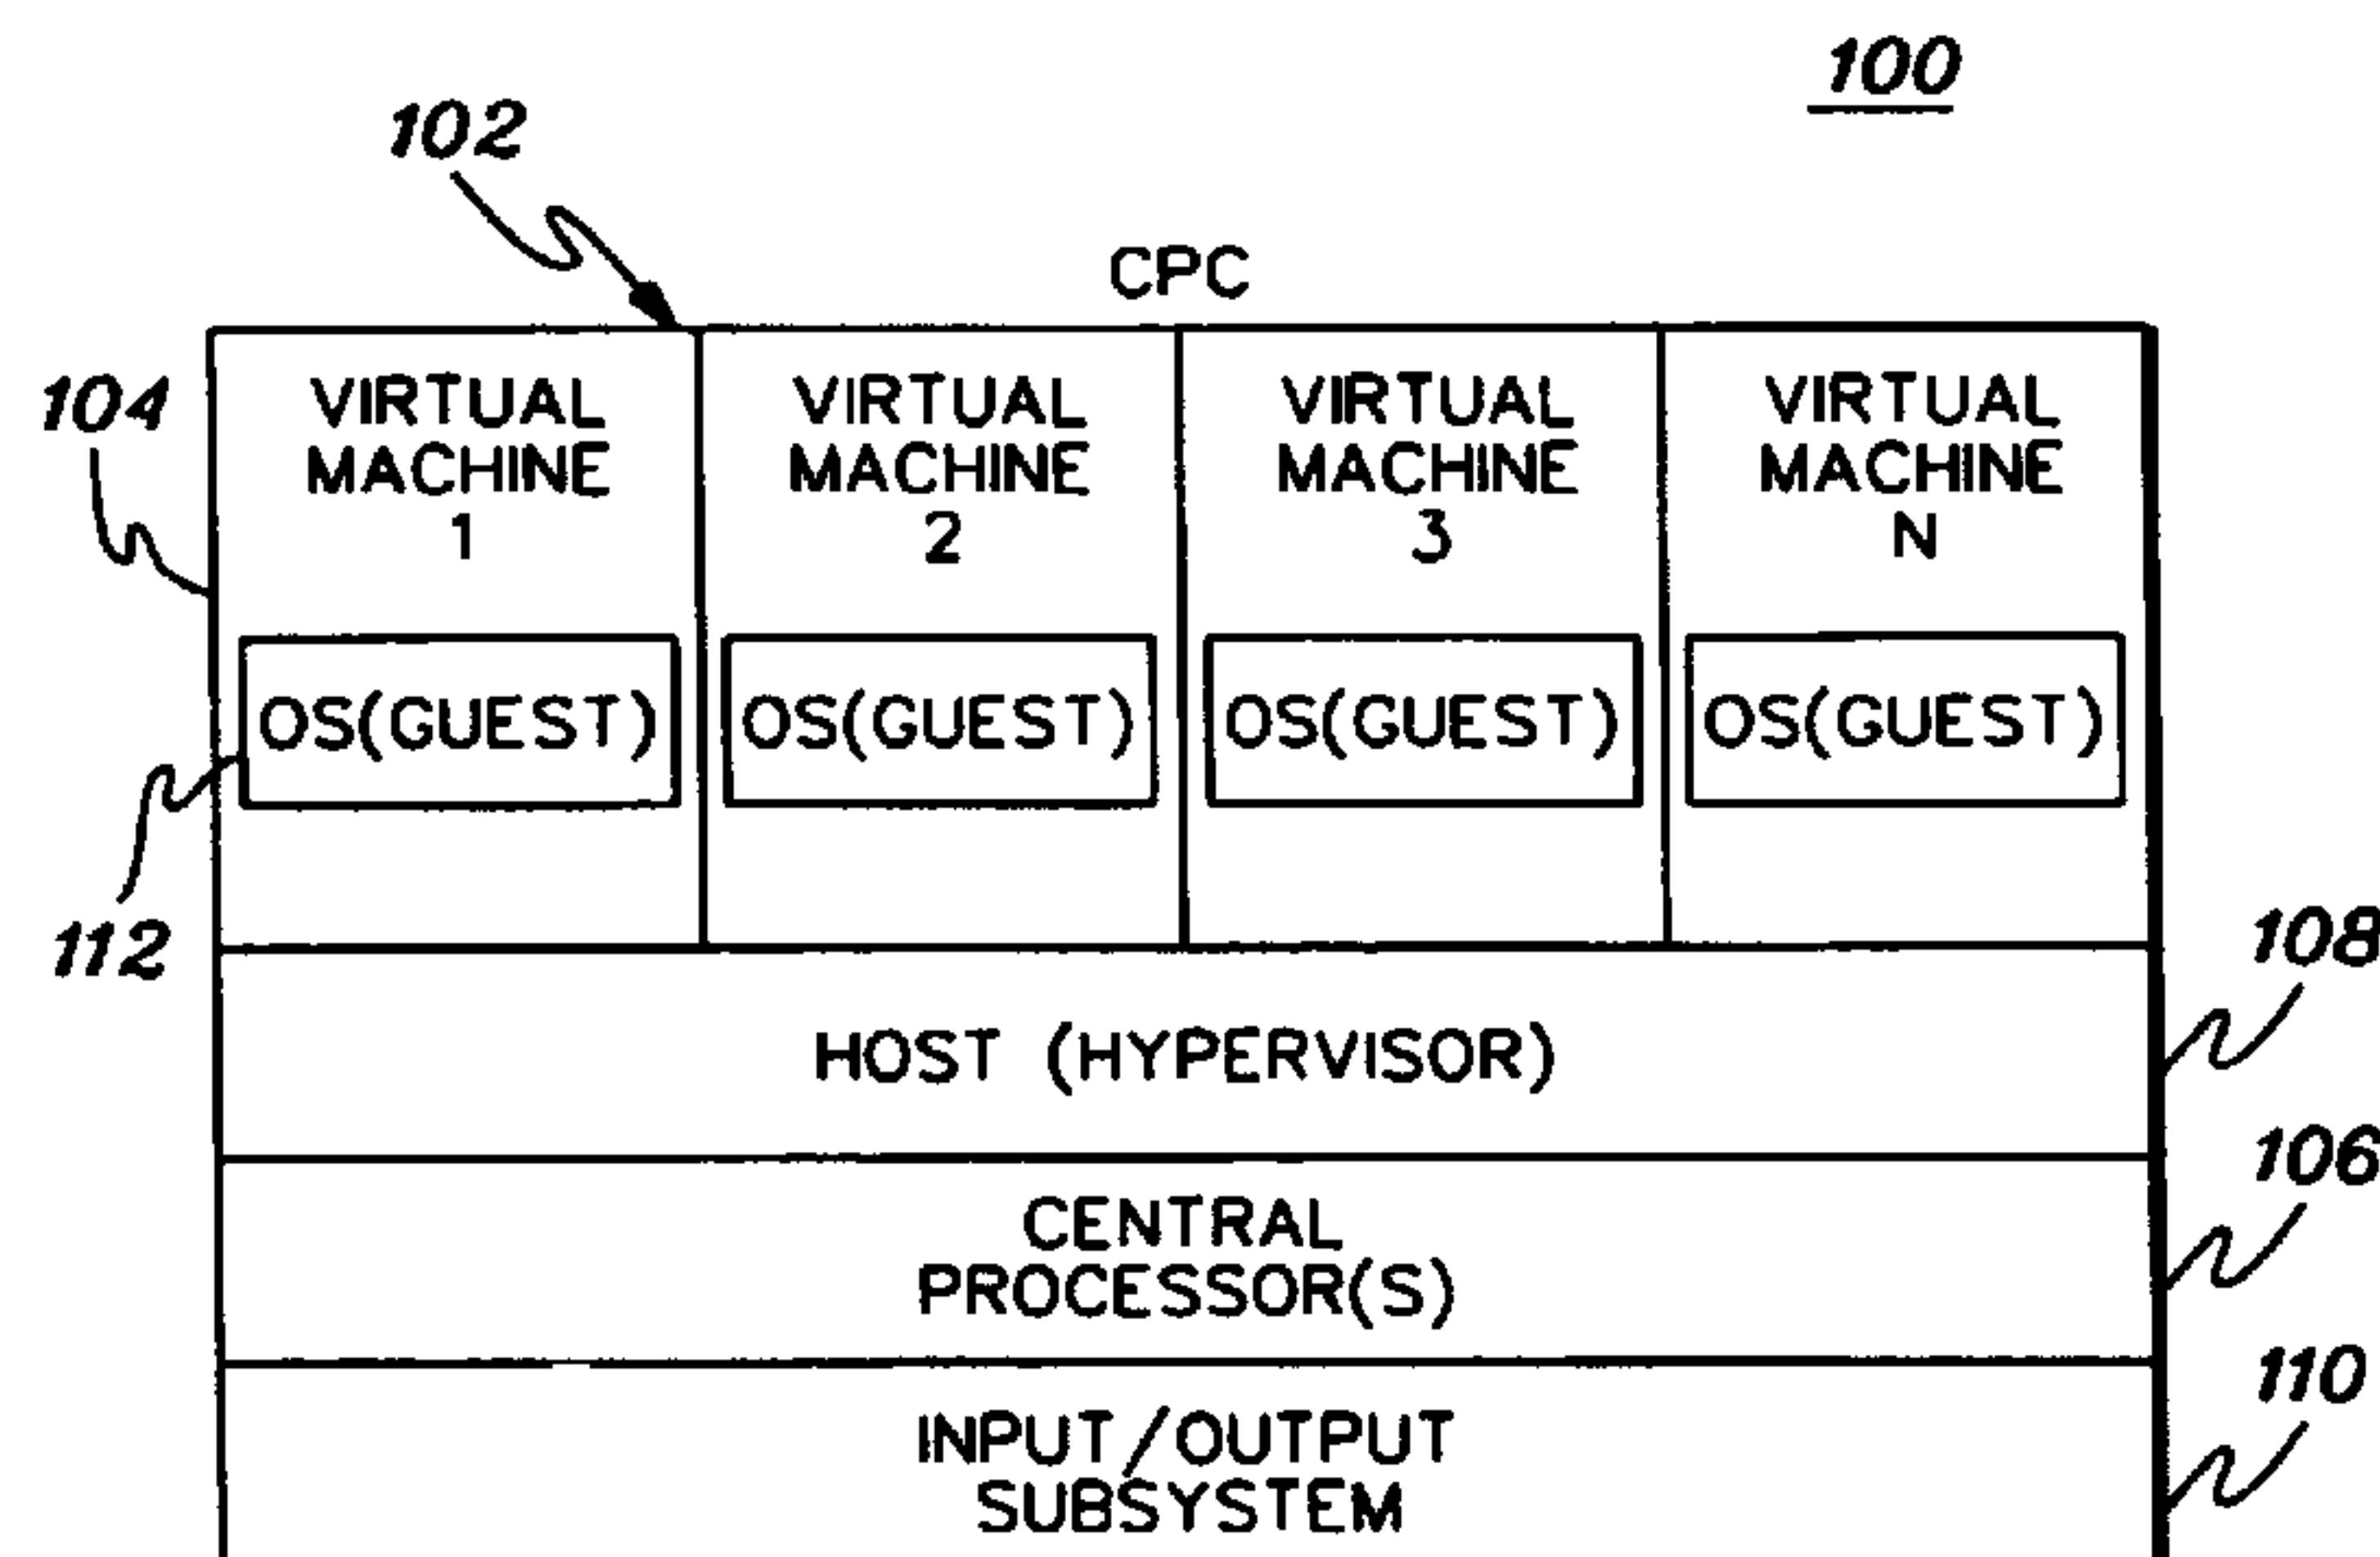 100
102
CPC
104
VIRTUAL MACHINE 1
VIRTUAL MACHINE 2
VIRTUAL MACHINE 3
VIRTUAL MACHINE N
OS(GUEST)
OS(GUEST)
OS(GUEST)
OS(GUEST)
112
108
HOST (HYPERVISOR)
106
CENTRAL
PROCESSOR(S)
110
INPUT/OUTPUT
SUBSYSTEM